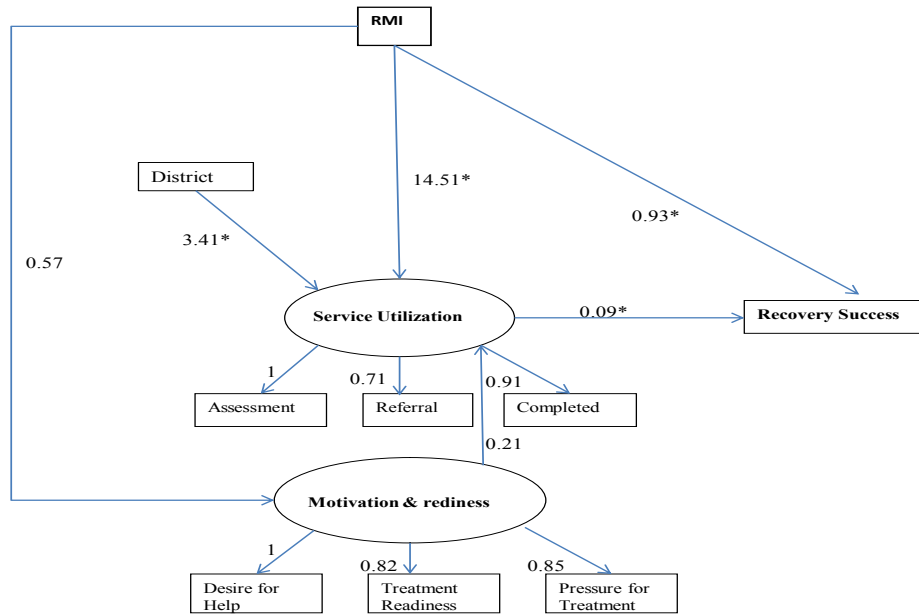 RMI
District
14.51*
0.93*
3.41*
0.57
Service Utilization
0.09*
Recovery Success
1
0.71
0.91
Assessment
Referral
Completed
0.21
Motivation & rediness
1
0.82
0.85
Desire for
Help
Treatment
Readiness
Pressure for
Treatment